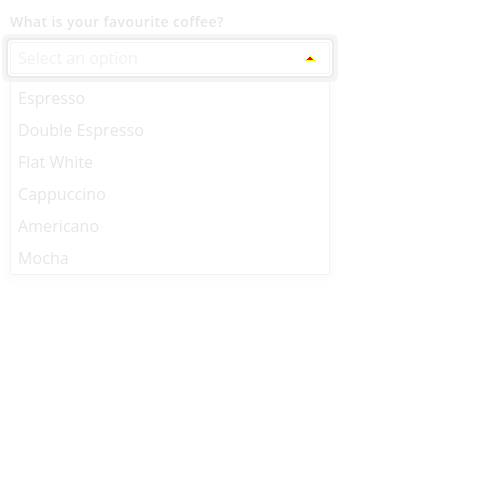 What is your favourite coffee?
Select an option
Espresso
Double Espresso
Flat White
Cappuccino
Americano
Mocha